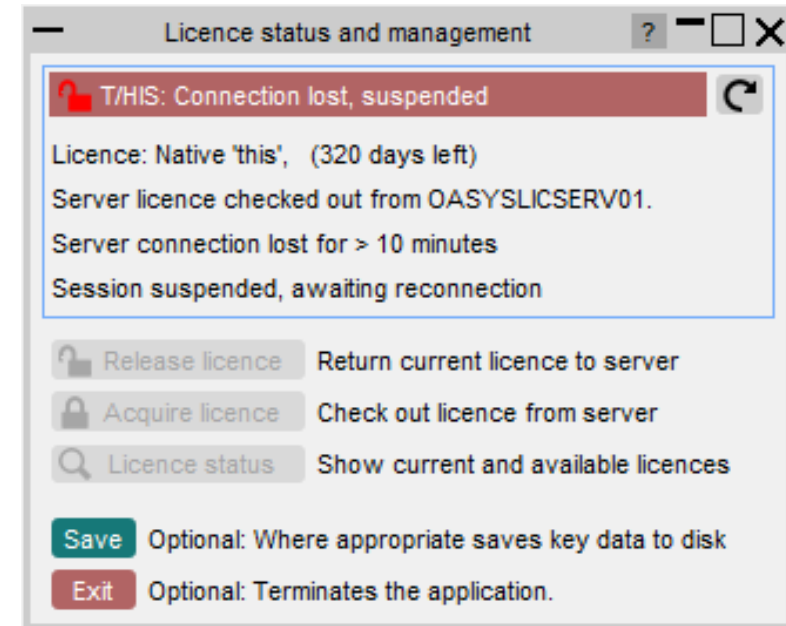 Licence status and management ?
T/HIS: Connection lost, suspended
Licence: Native 'this', (320 days left)
Server licence checked out from OASYSLICSERV01.
Server connection lost for > 10 minutes
Session suspended, awaiting reconnection
Release licence Return current licence to server
Acquire licence Check out licence from server
Licence status Show current and available licences
Save Optional: Where appropriate saves key data to disk
Exit Optional: Terminates the application.